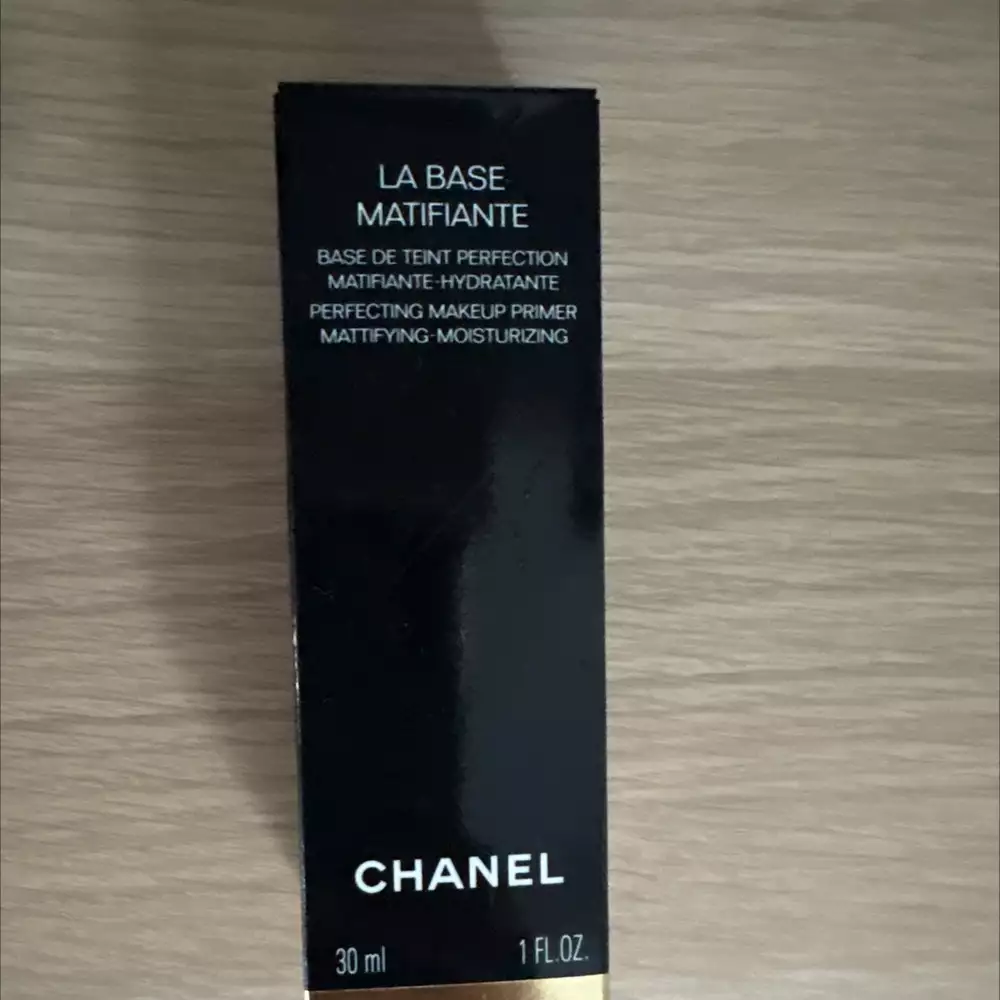 LA BASE
MATIFIANTE
BASE DE TEINT PERFECTION
MATIFIANTE-HYDRATANTE
PERFECTING MAKEUP PRIMER
MATTIFYING-MOISTURIZING
CHANEL
30 ml 1 FL.OZ.